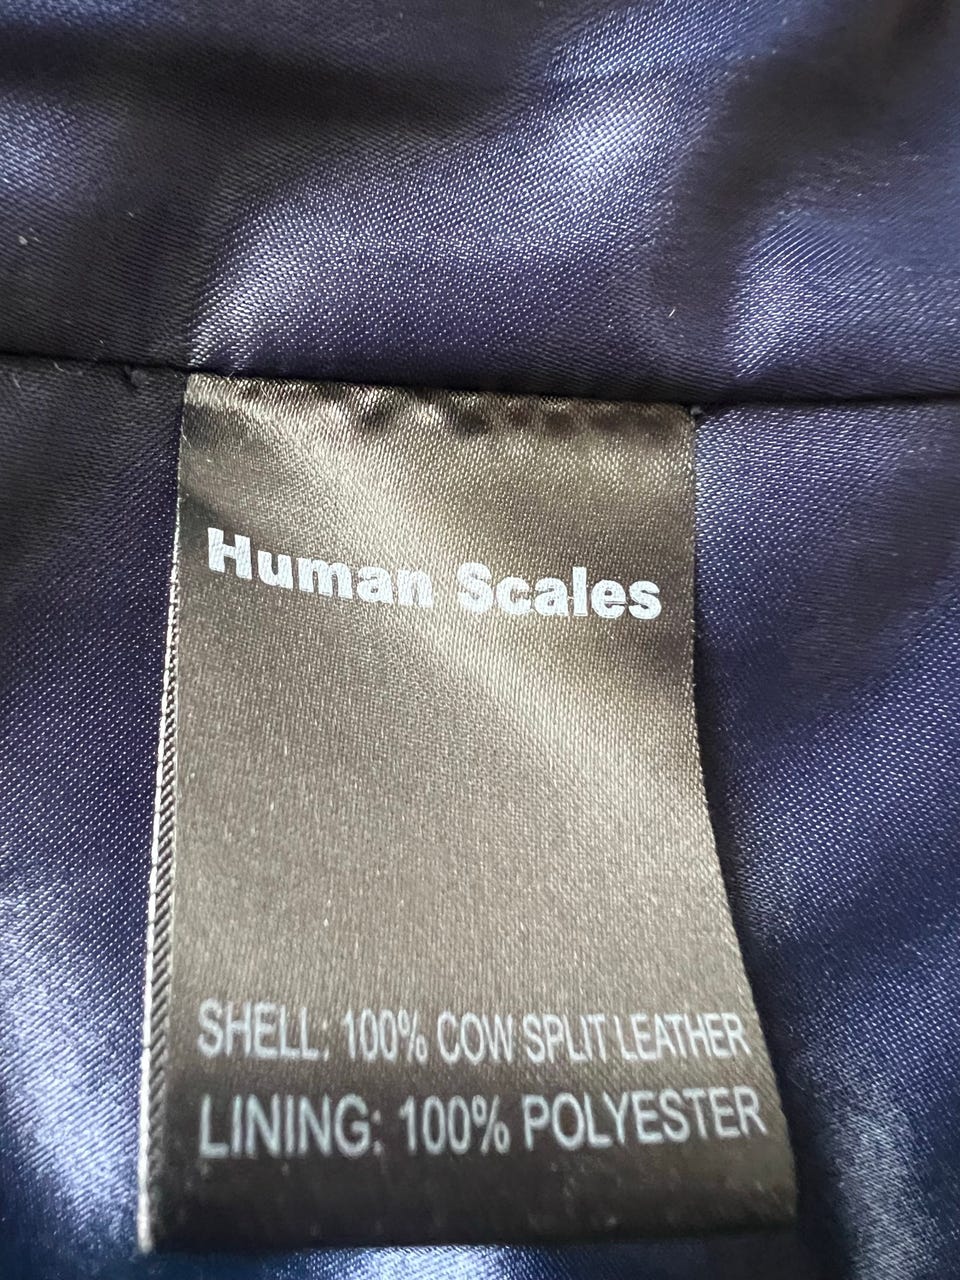 Human Scales
SHELL: 100% COW SPLIT LEATHER
LINING: 100% POLYESTER